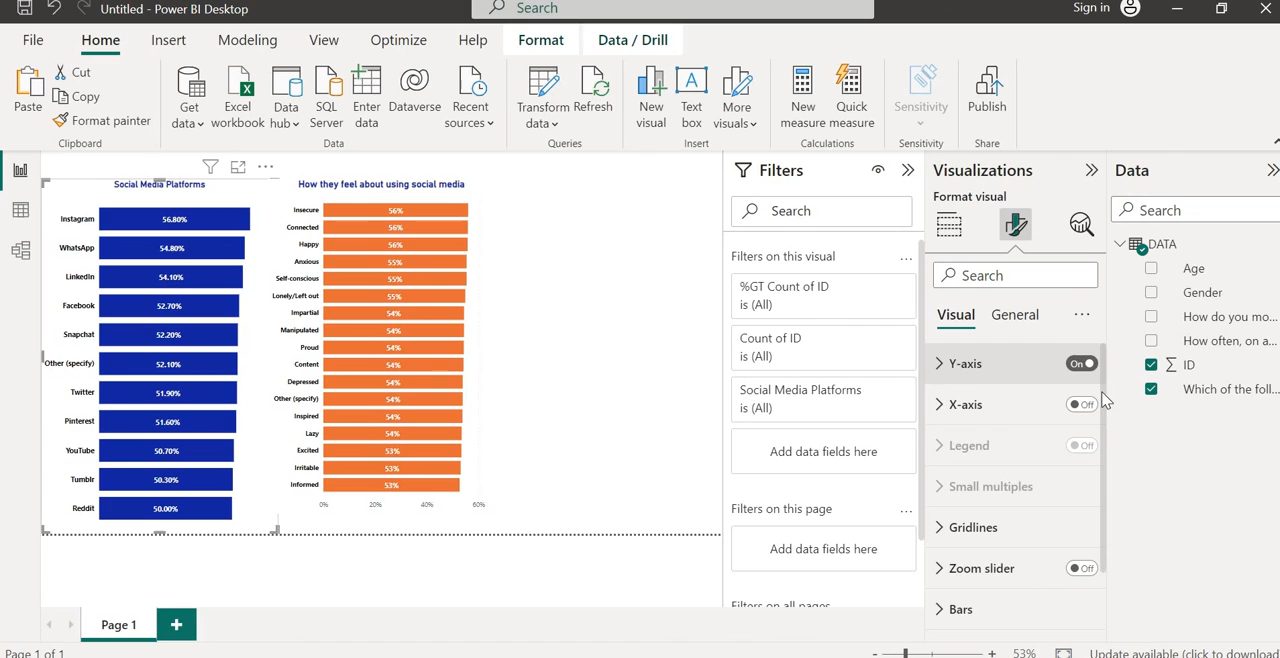 Untitled - Power BI Desktop
Search
Sign in
File
Home
Insert
Modeling
View
Optimize
Help
Format
Data / Drill
Paste
Cut
Copy
Format painter
Clipboard
Get data
Excel workbook
Data hub
SQL Server
Enter data
Dataverse
Recent sources
Data
Transform data
Refresh
Queries
New visual
Text box
More visuals
Insert
New measure
Quick measure
Calculations
Sensitivity
Sensitivity
Publish
Share
Social Media Platforms
Instagram 56.80%
WhatsApp 54.80%
LinkedIn 54.10%
Facebook 52.70%
Snapchat 52.20%
Other (specify) 52.10%
Twitter 51.90%
Pinterest 51.60%
YouTube 50.70%
Tumblr 50.30%
Reddit 50.00%
How they feel about using social media
Insecure 56%
Connected 56%
Happy 56%
Anxious 55%
Self-conscious 55%
Lonely/Left out 55%
Impartial 54%
Manipulated 54%
Proud 54%
Content 54%
Depressed 54%
Other (specify) 54%
Inspired 54%
Lazy 54%
Excited 53%
Irritable 53%
Informed 53%
0% 20% 40% 60%
Filters
Search
Filters on this visual ...
%GT Count of ID
is (All)
Count of ID
is (All)
Social Media Platforms
is (All)
Add data fields here
Filters on this page ...
Add data fields here
Filters on all pages
Visualizations
Format visual
Search
Visual General ...
Y-axis On
X-axis Off
Legend Off
Small multiples
Gridlines
Zoom slider Off
Bars
Data
Search
DATA
Age
Gender
How do you mo...
How often, on a...
ID
Which of the foll...
Page 1
Page 1 of 1
- + 53%
Update available (click to download